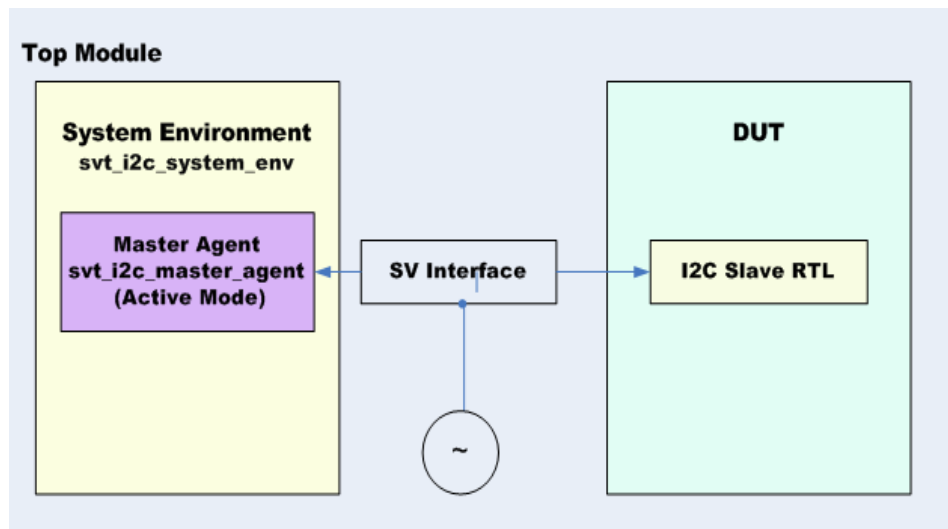 Top Module
System Environment
svt_i2c_system_env
Master Agent
svt_i2c_master_agent
(Active Mode)
SV Interface
DUT
I2C Slave RTL
~